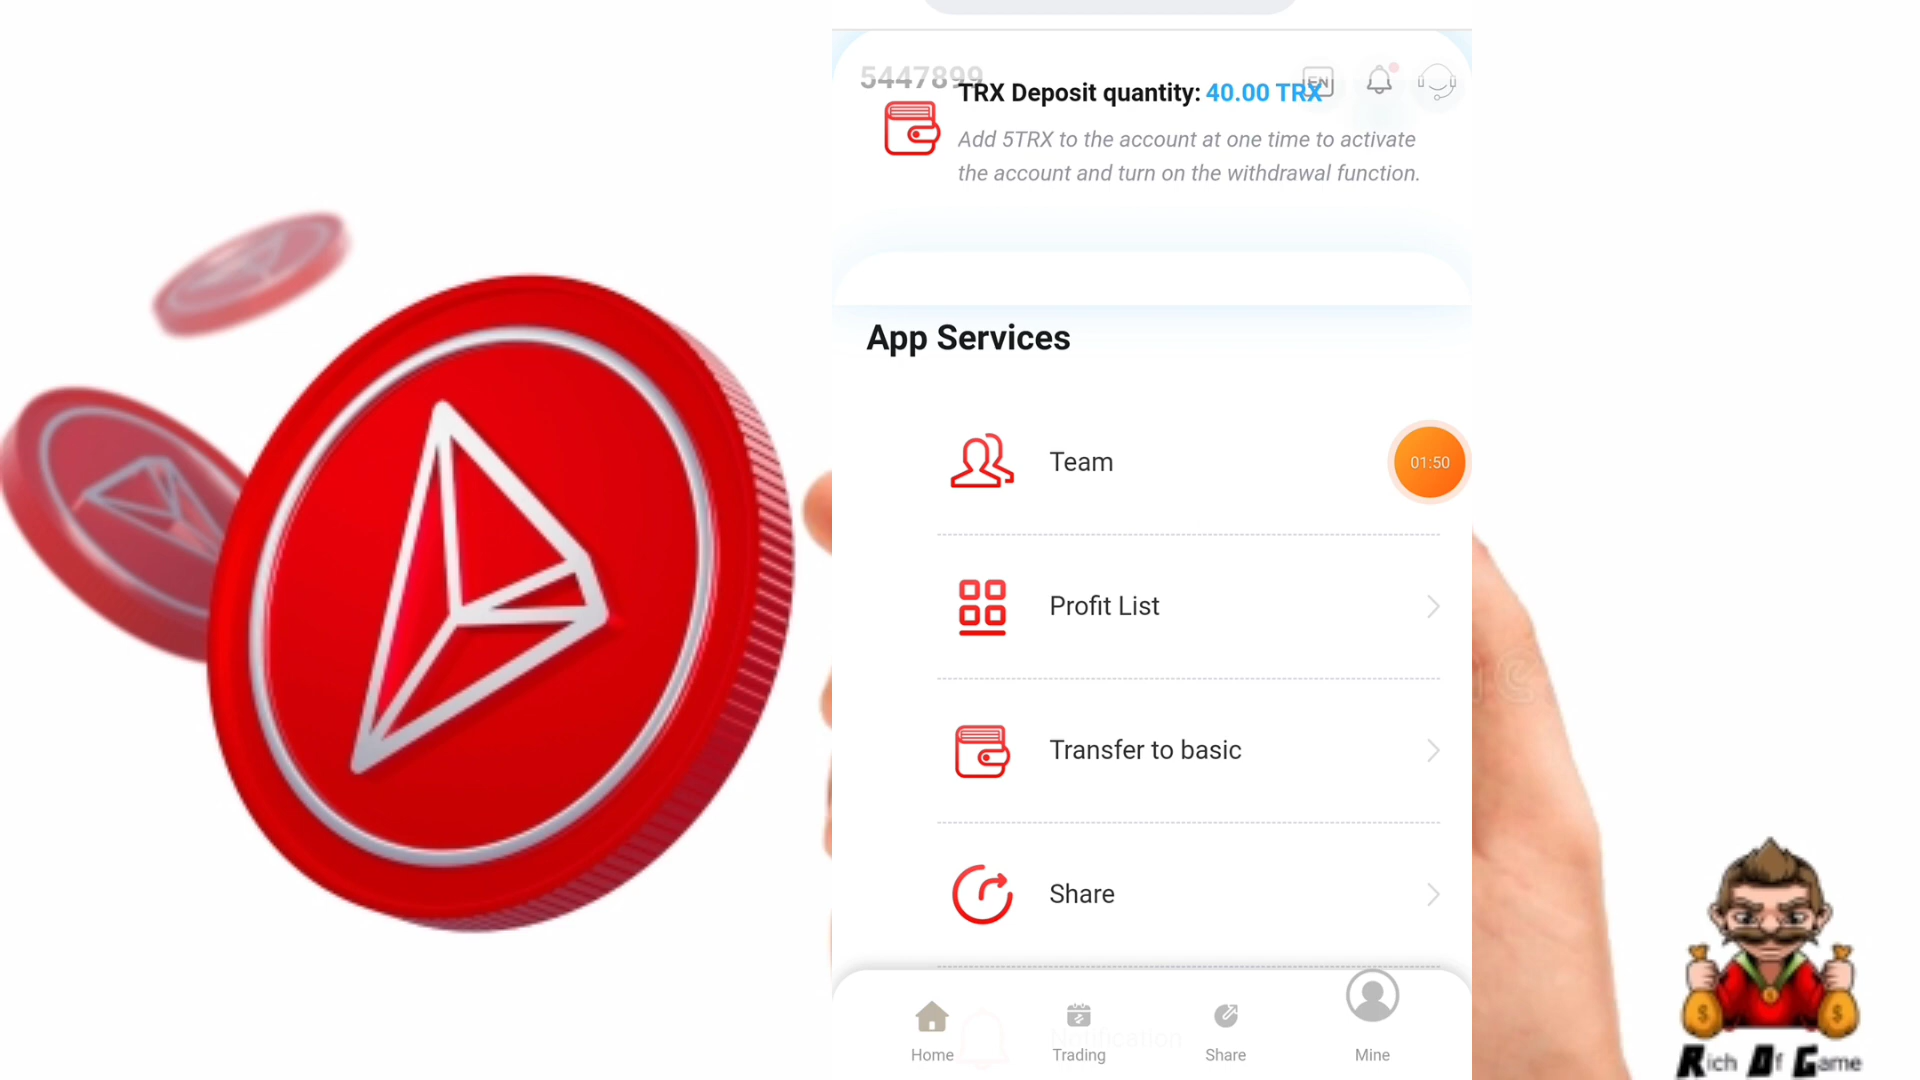 5447899
EN
TRX Deposit quantity: 40.00 TRX
Add 5TRX to the account at one time to activate
the account and turn on the withdrawal function.
App Services
Team
01:50
Profit List
Transfer to basic
Share
Notification
Home
Trading
Share
Mine
Rich Of Game